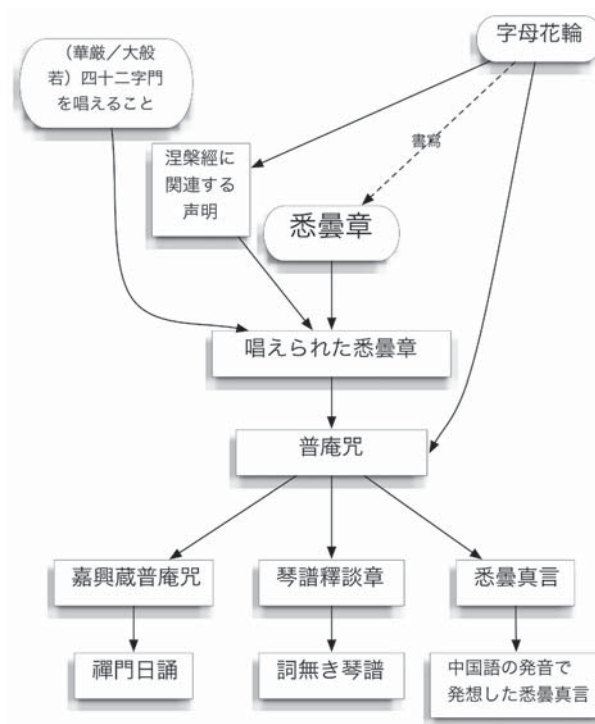 （華厳／大般
若）四十二字門
を唱えること
字母花輪
書寫
涅槃經に
関連する
声明
悉曇章
唱えられた悉曇章
普庵咒
嘉興蔵普庵咒
琴譜釋談章
悉曇真言
禪門日誦
詞無き琴譜
中国語の発音で
発想した悉曇真言